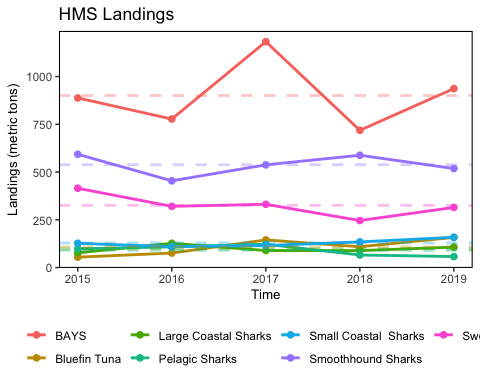 HMS Landings
Landings (metric tons)
1000
750
500
250
0
2015 2016 2017 2018 2019
Time
BAYS Large Coastal Sharks Small Coastal  Sharks Swo
Bluefin Tuna Pelagic Sharks Smoothhound Sharks